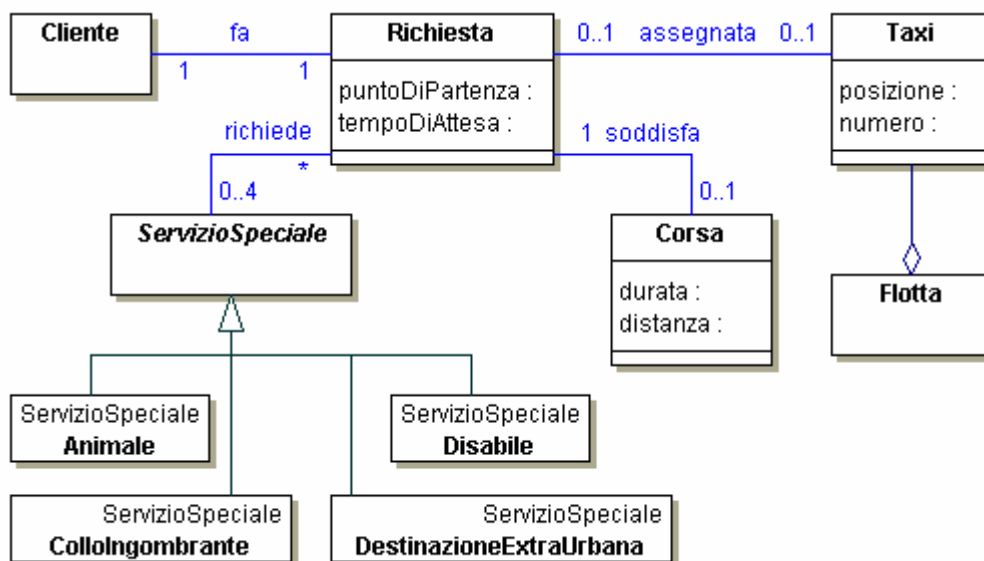 Cliente
fa
1
1
Richiesta
puntoDiPartenza :
tempoDiAttesa :
0..1 assegnata 0..1
Taxi
posizione :
numero :
richiede
*
0..4
1 soddisfa
0..1
ServizioSpeciale
Corsa
durata :
distanza :
Flotta
ServizioSpeciale
Animale
ServizioSpeciale
Disabile
ServizioSpeciale
ColloIngombrante
ServizioSpeciale
DestinazioneExtraUrbana